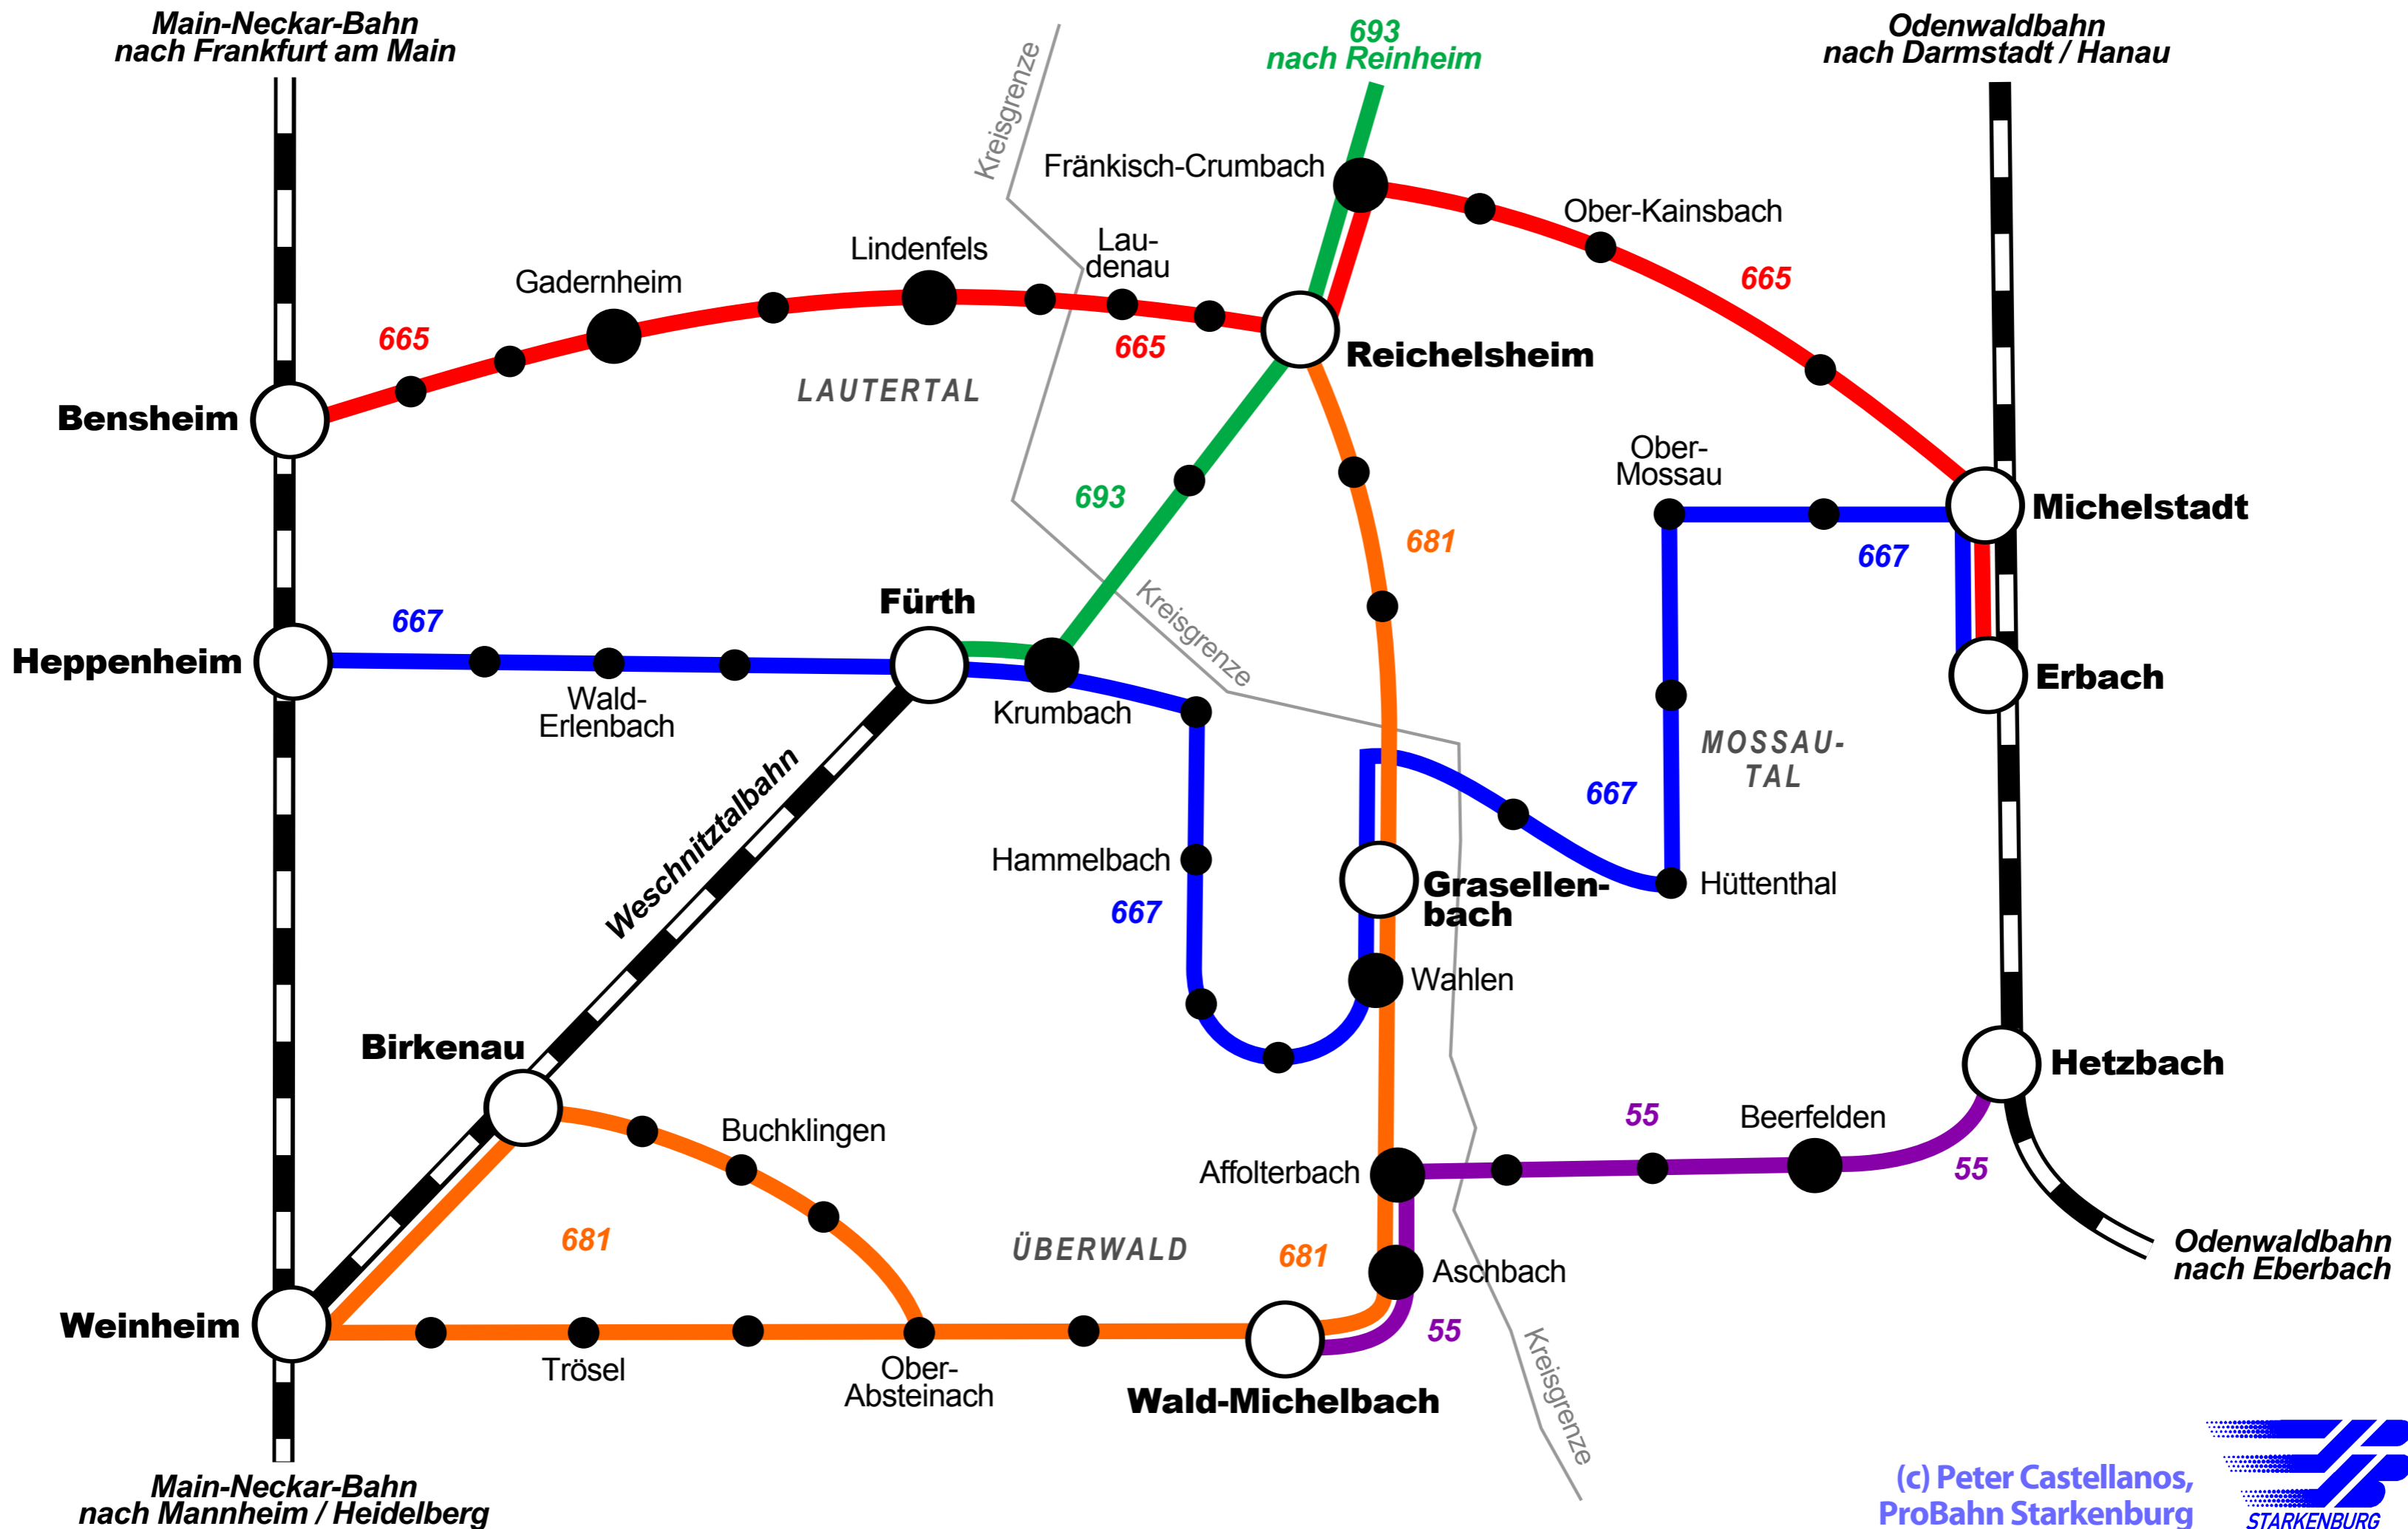 Main-Neckar-Bahn
nach Frankfurt am Main
693
nach Reinheim
Odenwaldbahn
nach Darmstadt / Hanau
Kreisgrenze
Fränkisch-Crumbach
Ober-Kainsbach
Lindenfels
Lau-
denau
Gadernheim
665
665
665
Reichelsheim
LAUTERTAL
Bensheim
Ober-
Mossau
693
Michelstadt
681
667
Kreisgrenze
Fürth
667
Heppenheim
Erbach
Wald-
Erlenbach
Krumbach
MOSSAU-
TAL
Weschnitztalbahn
667
Hammelbach
Grasellen-
bach
Hüttenthal
667
Wahlen
Birkenau
Hetzbach
Buchklingen
55
Beerfelden
Affolterbach
55
681
ÜBERWALD
681
Aschbach
Odenwaldbahn
nach Eberbach
Weinheim
55
Kreisgrenze
Trösel
Ober-
Absteinach
Wald-Michelbach
Main-Neckar-Bahn
nach Mannheim / Heidelberg
(c) Peter Castellanos,
ProBahn Starkenburg
STARKENBURG